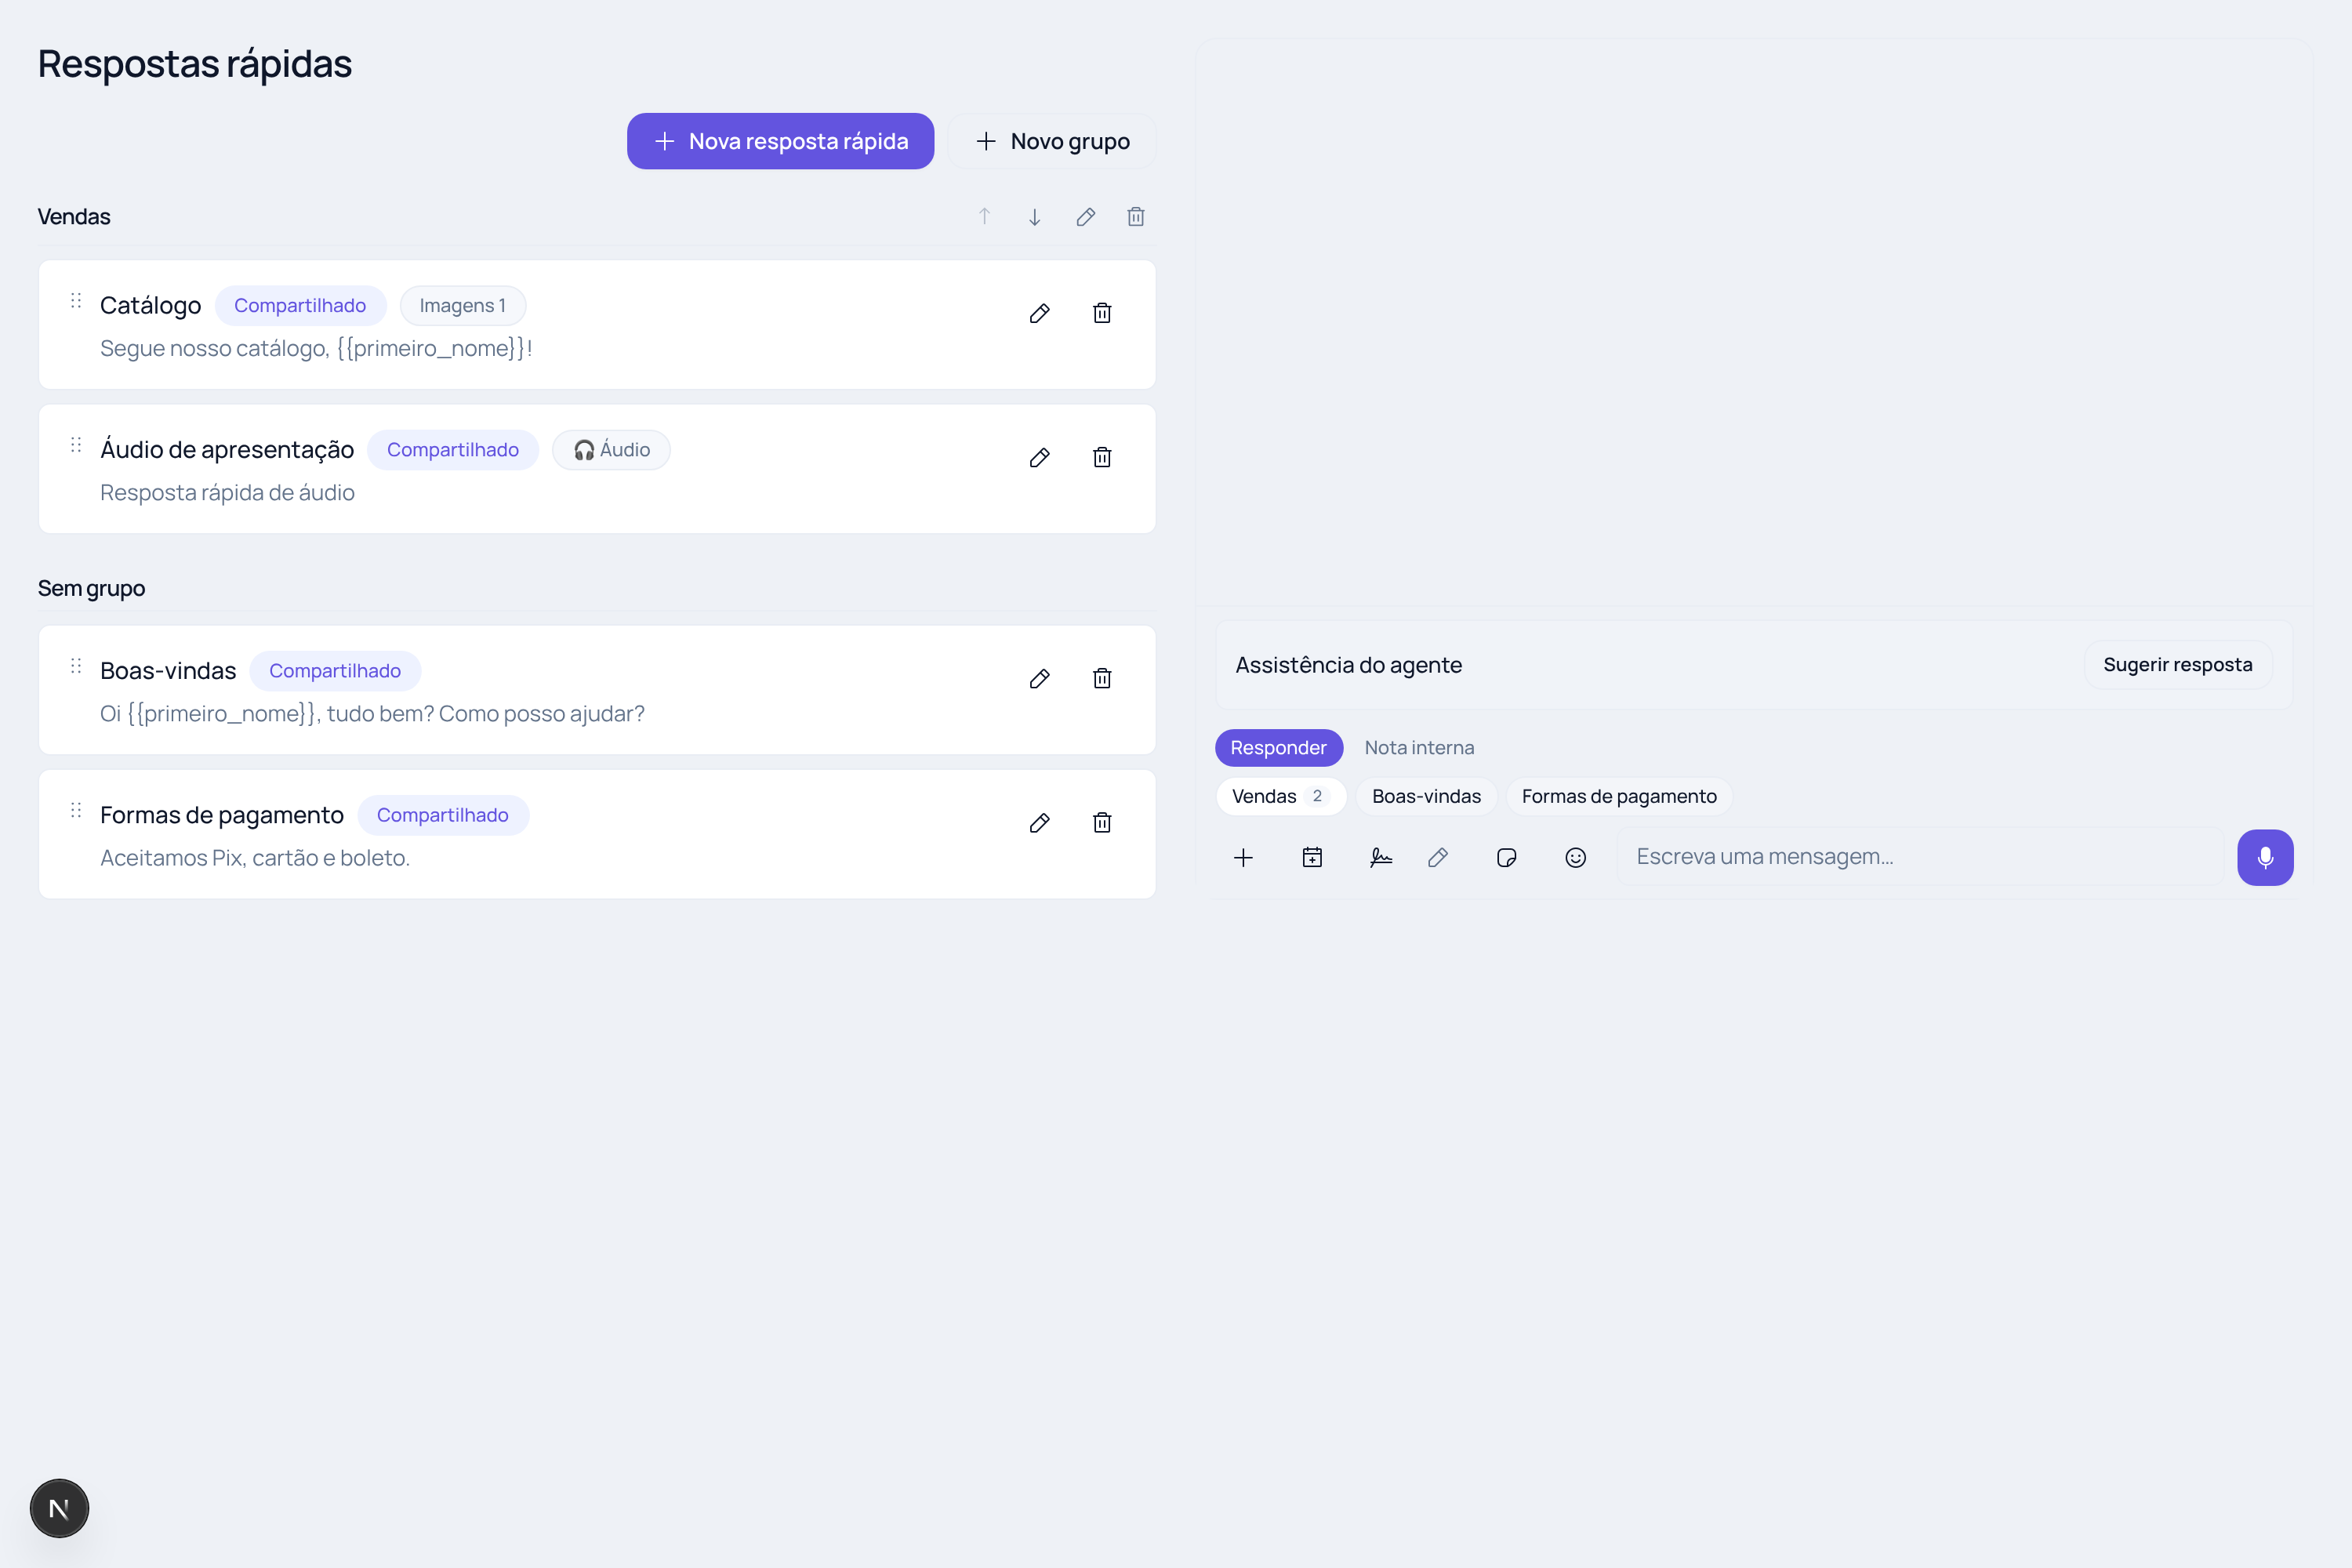 Respostas rápidas
Nova resposta rápida
Novo grupo
Vendas
Catálogo Compartilhado Imagens 1
Segue nosso catálogo, {{primeiro_nome}}!
Áudio de apresentação Compartilhado 🎧 Áudio
Resposta rápida de áudio
Sem grupo
Boas-vindas Compartilhado
Oi {{primeiro_nome}}, tudo bem? Como posso ajudar?
Formas de pagamento Compartilhado
Aceitamos Pix, cartão e boleto.
Assistência do agente
Sugerir resposta
Responder Nota interna
Vendas 2 Boas-vindas Formas de pagamento
Escreva uma mensagem…
N